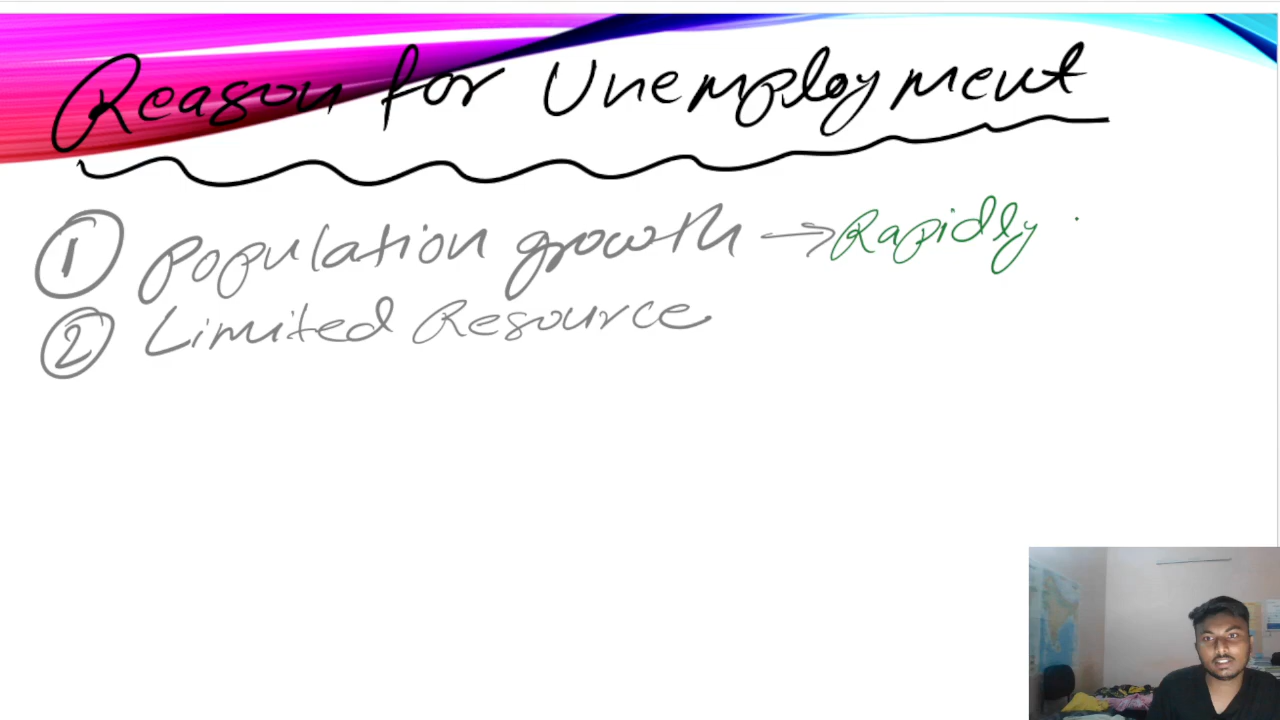 Reason for Unemployment
① Population growth → Rapidly
② Limited Resource